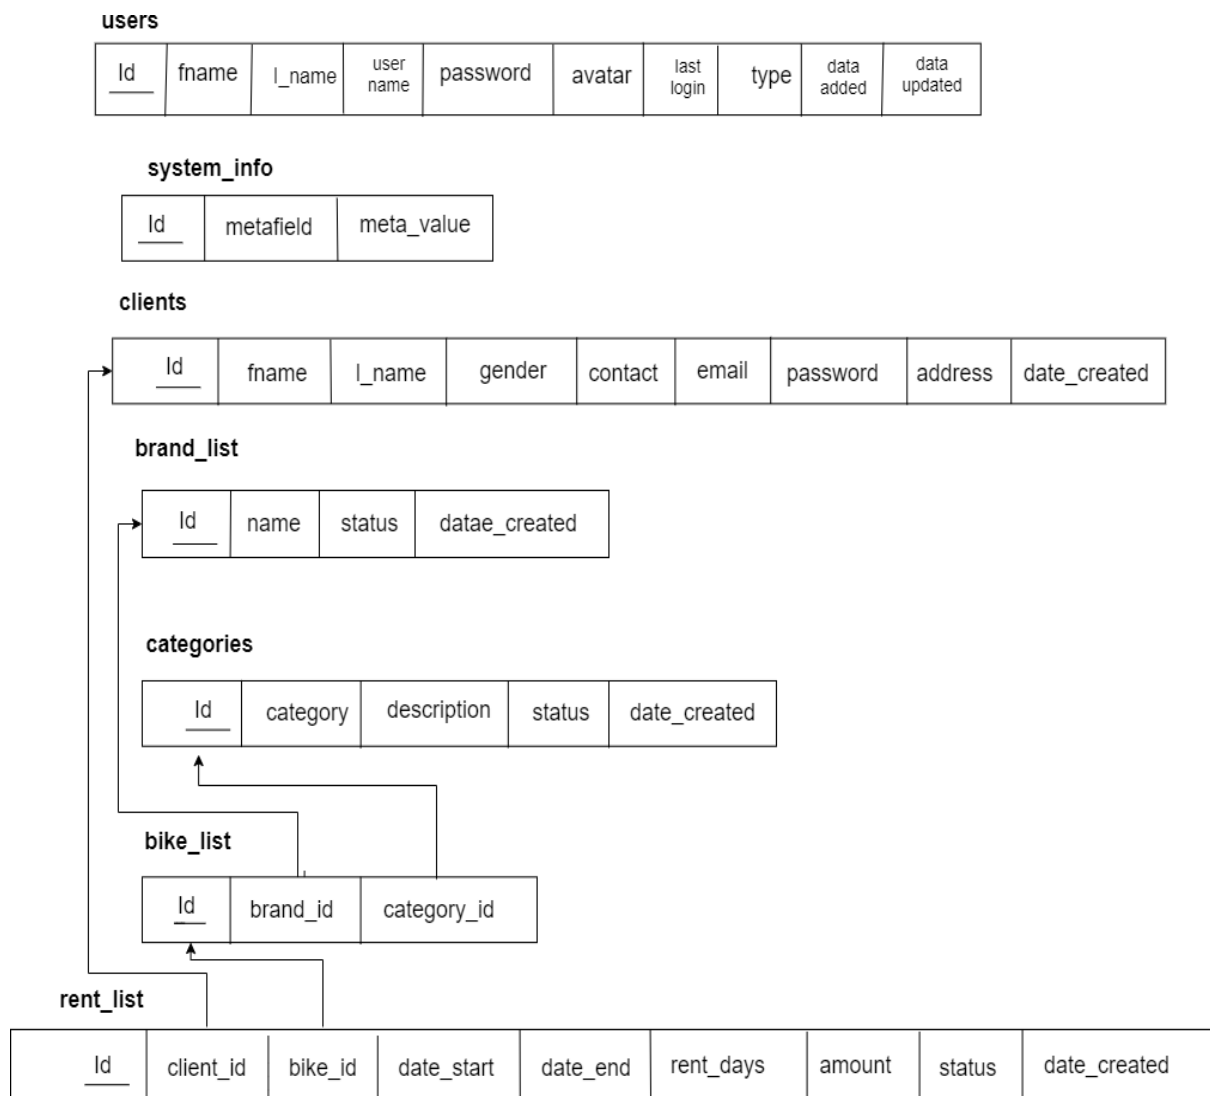 users
Id fname l_name user name password avatar last login type data added data updated
system_info
Id metafield meta_value
clients
Id fname l_name gender contact email password address date_created
brand_list
Id name status datae_created
categories
Id category description status date_created
bike_list
Id brand_id category_id
rent_list
Id client_id bike_id date_start date_end rent_days amount status date_created